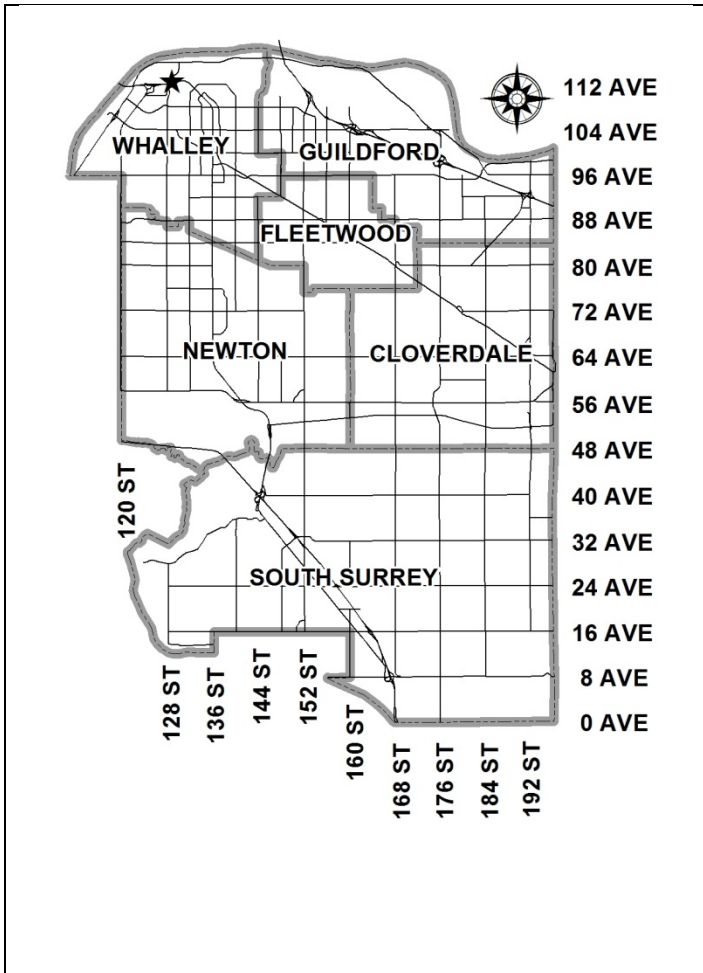 112 AVE
104 AVE
WHALLEY
GUILDFORD
96 AVE
88 AVE
FLEETWOOD
80 AVE
72 AVE
NEWTON
CLOVERDALE
64 AVE
56 AVE
48 AVE
120 ST
40 AVE
32 AVE
SOUTH SURREY
24 AVE
16 AVE
128 ST
136 ST
144 ST
152 ST
160 ST
8 AVE
0 AVE
168 ST
176 ST
184 ST
192 ST